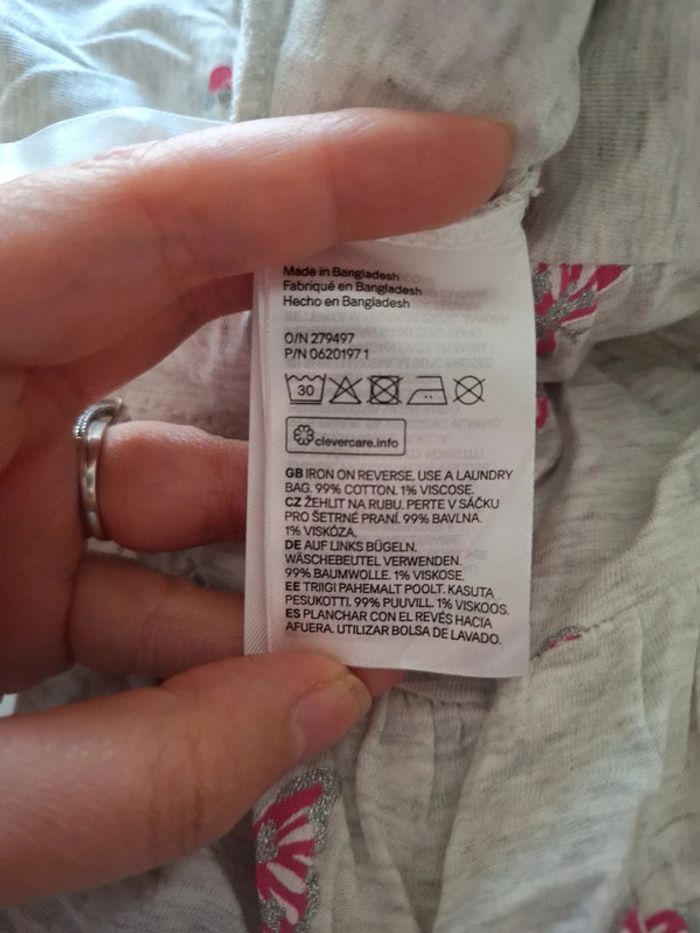 Made in Bangladesh
Fabriqué en Bangladesh
Hecho en Bangladesh
O/N 279497
P/N 0620197 1
30
clevercare.info
GB IRON ON REVERSE. USE A LAUNDRY
BAG. 99% COTTON. 1% VISCOSE.
CZ ŽEHLIT NA RUBU. PERTE V SÁČKU
PRO ŠETRNÉ PRANÍ. 99% BAVLNA.
1% VISKÓZA.
DE AUF LINKS BÜGELN.
WÄSCHEBEUTEL VERWENDEN.
99% BAUMWOLLE. 1% VISKOSE.
EE TRIIGI PAHEMALT POOLT. KASUTA
PESUKOTTI. 99% PUUVILL. 1% VISKOOS.
ES PLANCHAR CON EL REVÉS HACIA
AFUERA. UTILIZAR BOLSA DE LAVADO.